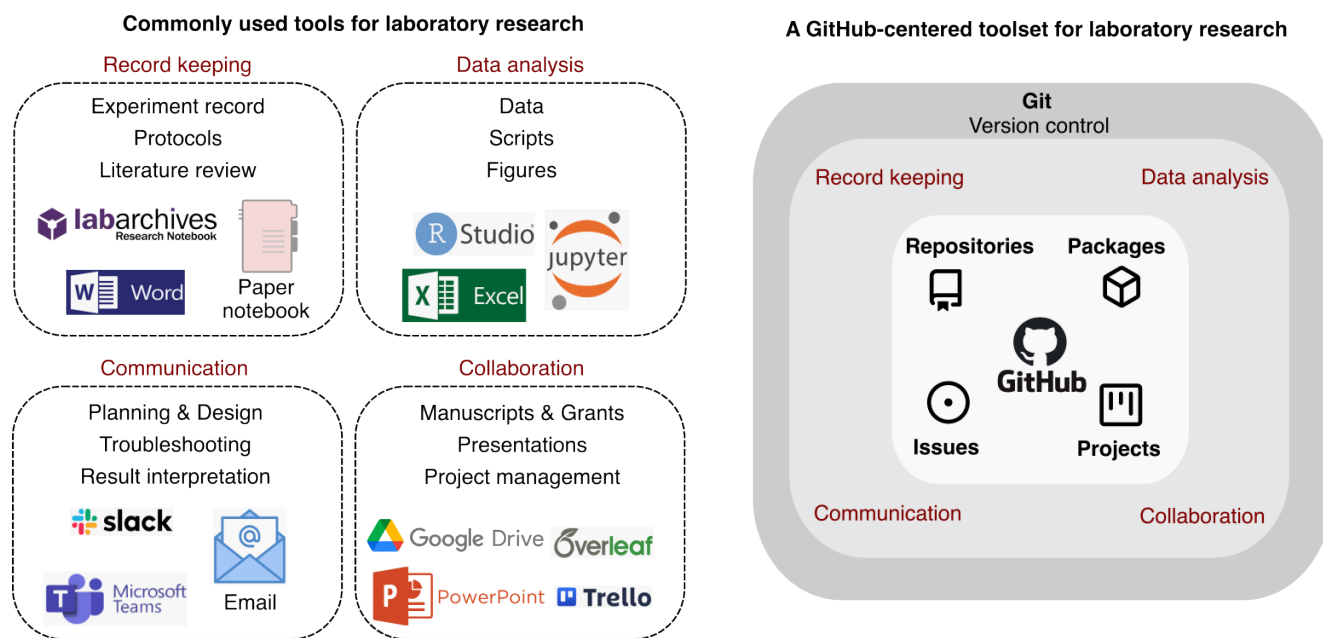 Commonly used tools for laboratory research
Record keeping
Experiment record
Protocols
Literature review
labarchives
Research Notebook
W Word
Paper
notebook
Data analysis
Data
Scripts
Figures
R Studio
jupyter
X Excel
Communication
Planning & Design
Troubleshooting
Result interpretation
slack
@
T Microsoft
Teams
Email
Collaboration
Manuscripts & Grants
Presentations
Project management
Google Drive
Overleaf
P PowerPoint
Trello
A GitHub-centered toolset for laboratory research
Git
Version control
Record keeping
Data analysis
Repositories
Packages
GitHub
Issues
Projects
Communication
Collaboration